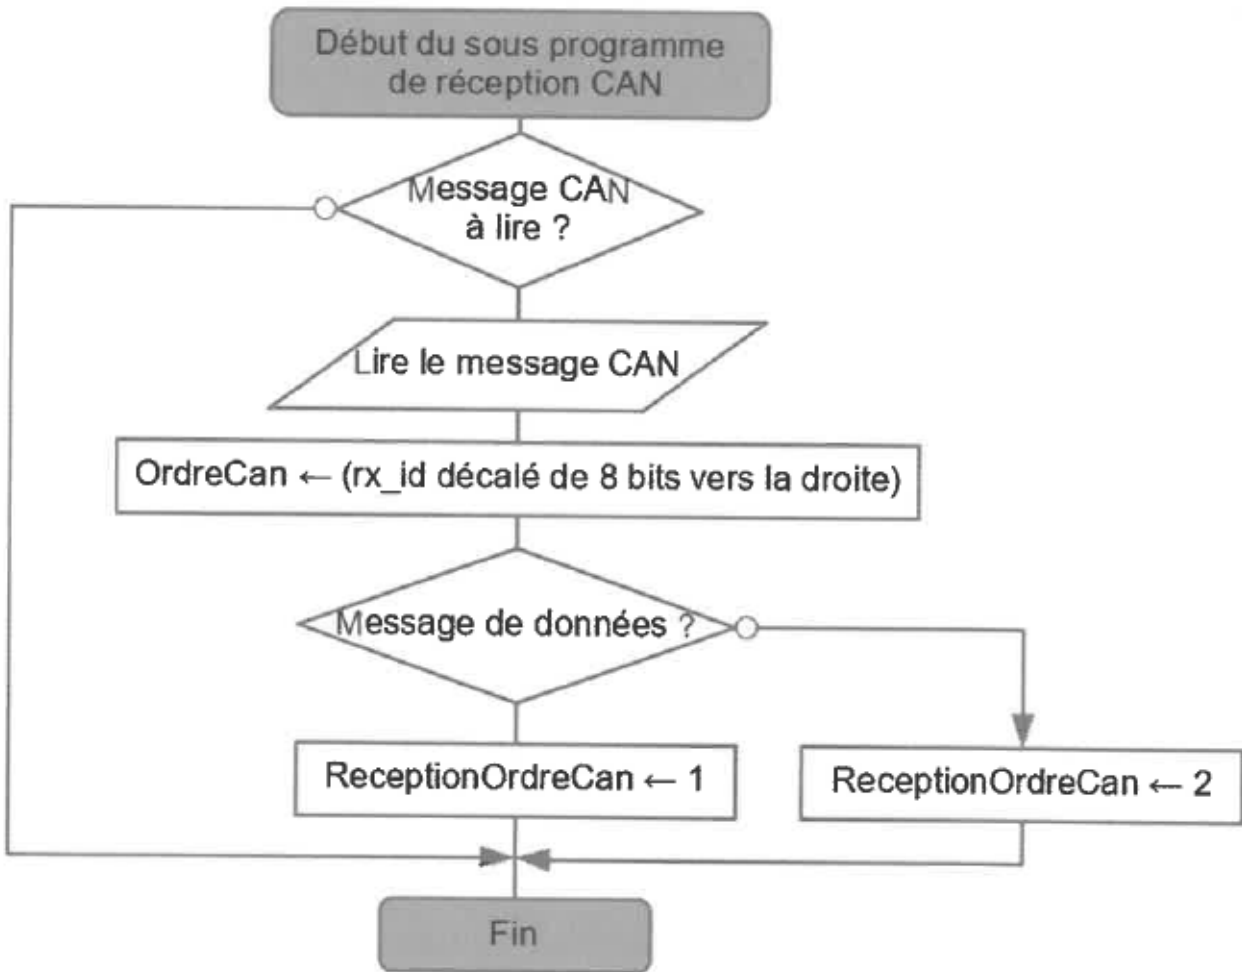 Début du sous programme
de réception CAN
Message CAN
à lire ?
Lire le message CAN
OrdreCan ← (rx_id décalé de 8 bits vers la droite)
Message de données ?
ReceptionOrdreCan ← 1
ReceptionOrdreCan ← 2
Fin